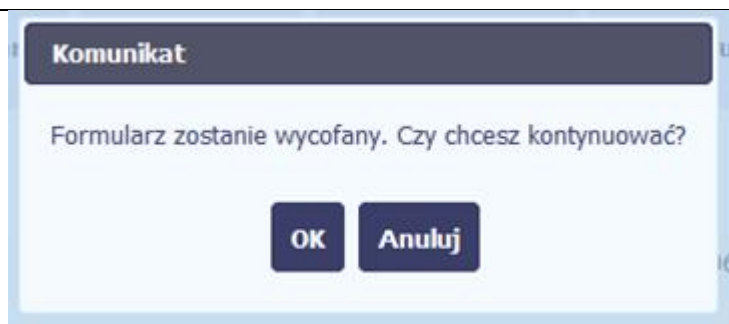 Komunikat
Formularz zostanie wycofany. Czy chcesz kontynuować?
OK Anuluj